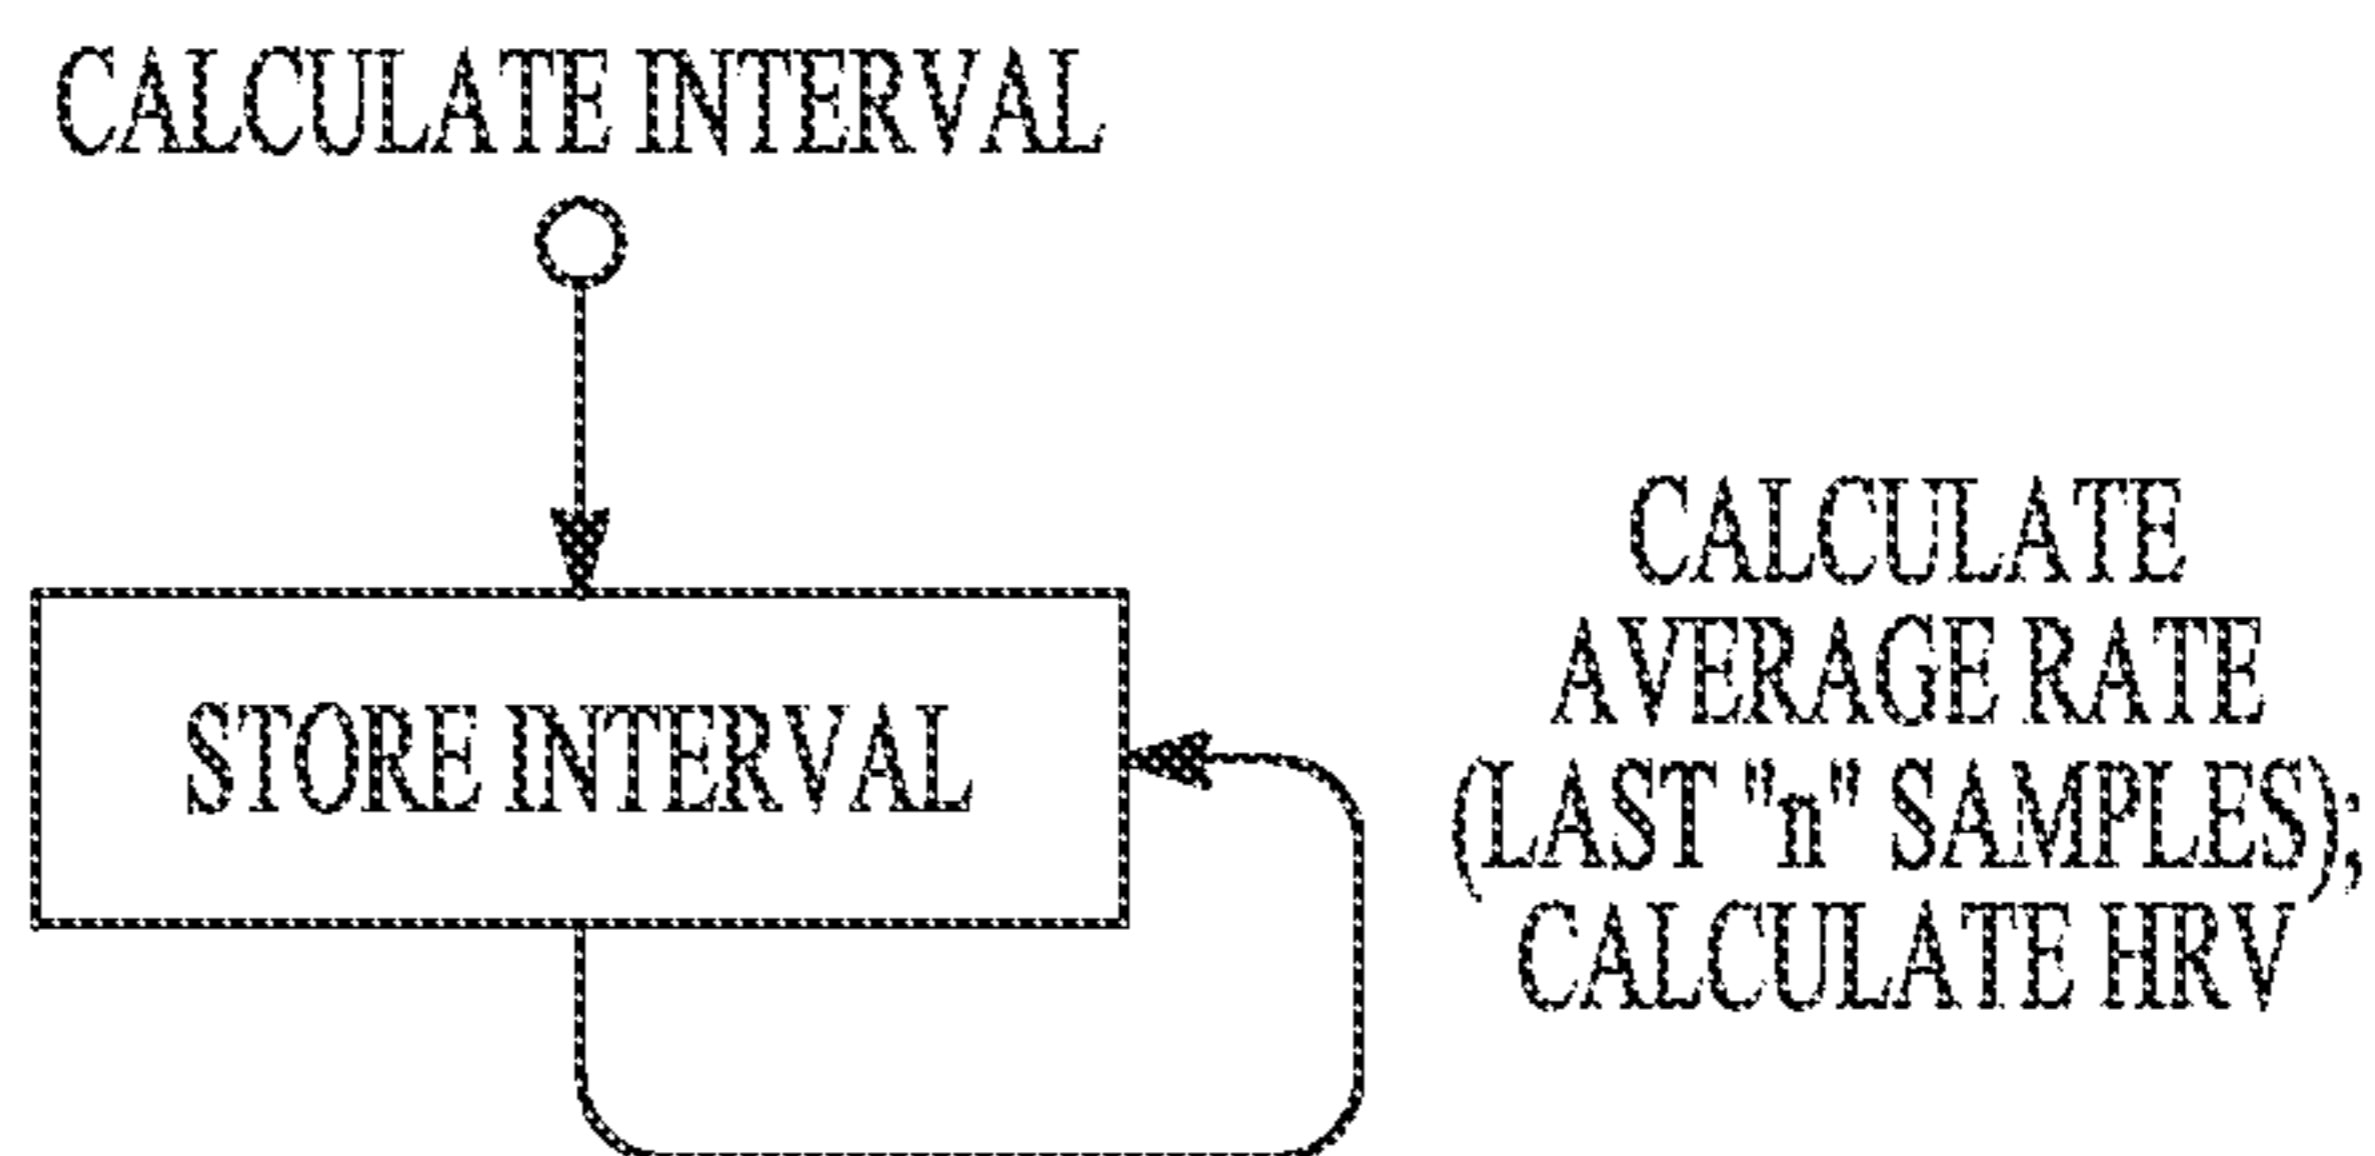 CALCULATE INTERVAL
STORE INTERVAL
CALCULATE
AVERAGE RATE
(LAST "n" SAMPLES);
CALCULATE HRV